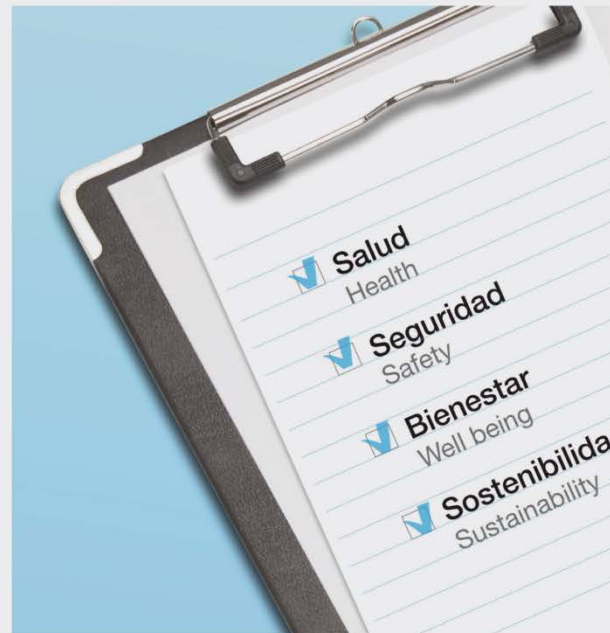 Salud
Health
Seguridad
Safety
Bienestar
Well being
Sostenibilida
Sustainability